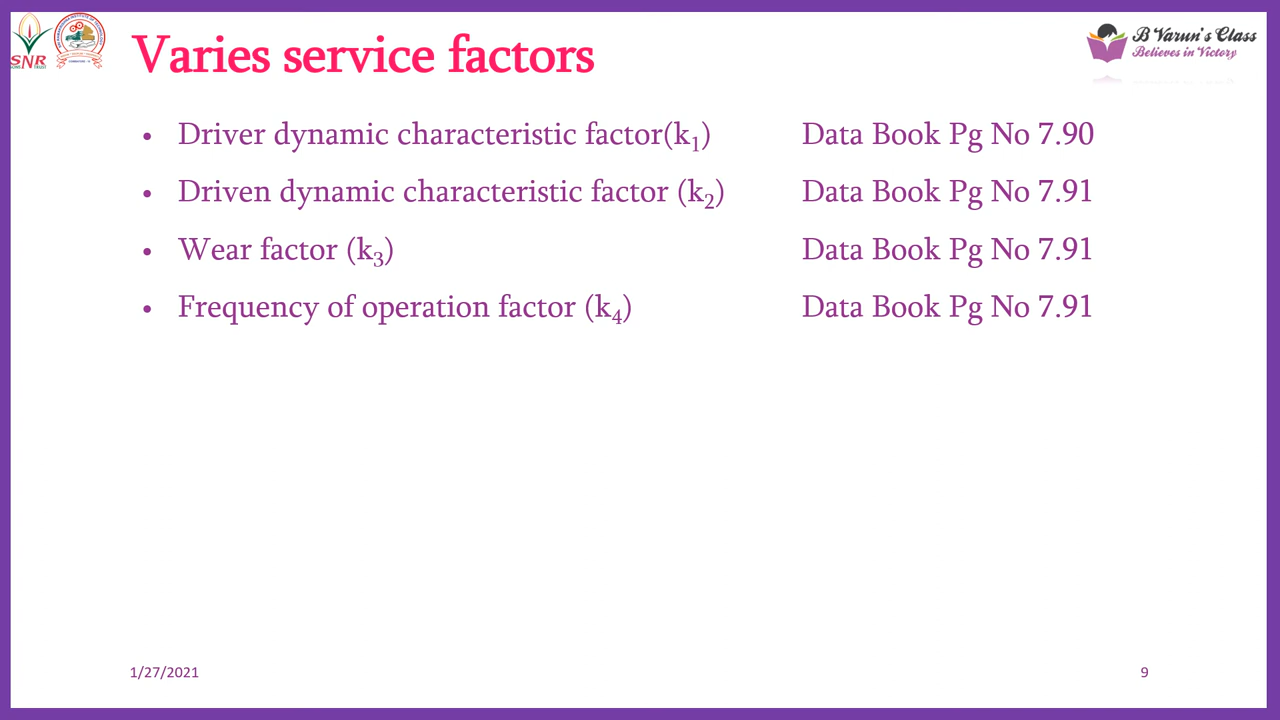 SNR
Varies service factors
B Varun's Class
Believes in Victory
• Driver dynamic characteristic factor(k₁) Data Book Pg No 7.90
• Driven dynamic characteristic factor (k₂) Data Book Pg No 7.91
• Wear factor (k₃) Data Book Pg No 7.91
• Frequency of operation factor (k₄) Data Book Pg No 7.91
1/27/2021
9